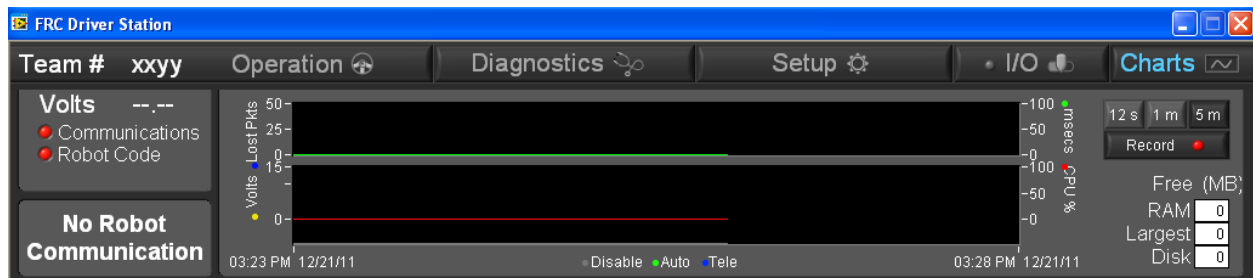 FRC Driver Station
Team # xxyy Operation Diagnostics Setup I/O Charts
Volts --.--
Communications
Robot Code
No Robot
Communication
Lost Pkts
50
25
0
100
50
0
msecs
Volts
15
0
100
50
0
CPU %
03:23 PM 12/21/11
Disable Auto Tele
03:28 PM 12/21/11
12 s 1 m 5 m
Record
Free (MB)
RAM 0
Largest 0
Disk 0